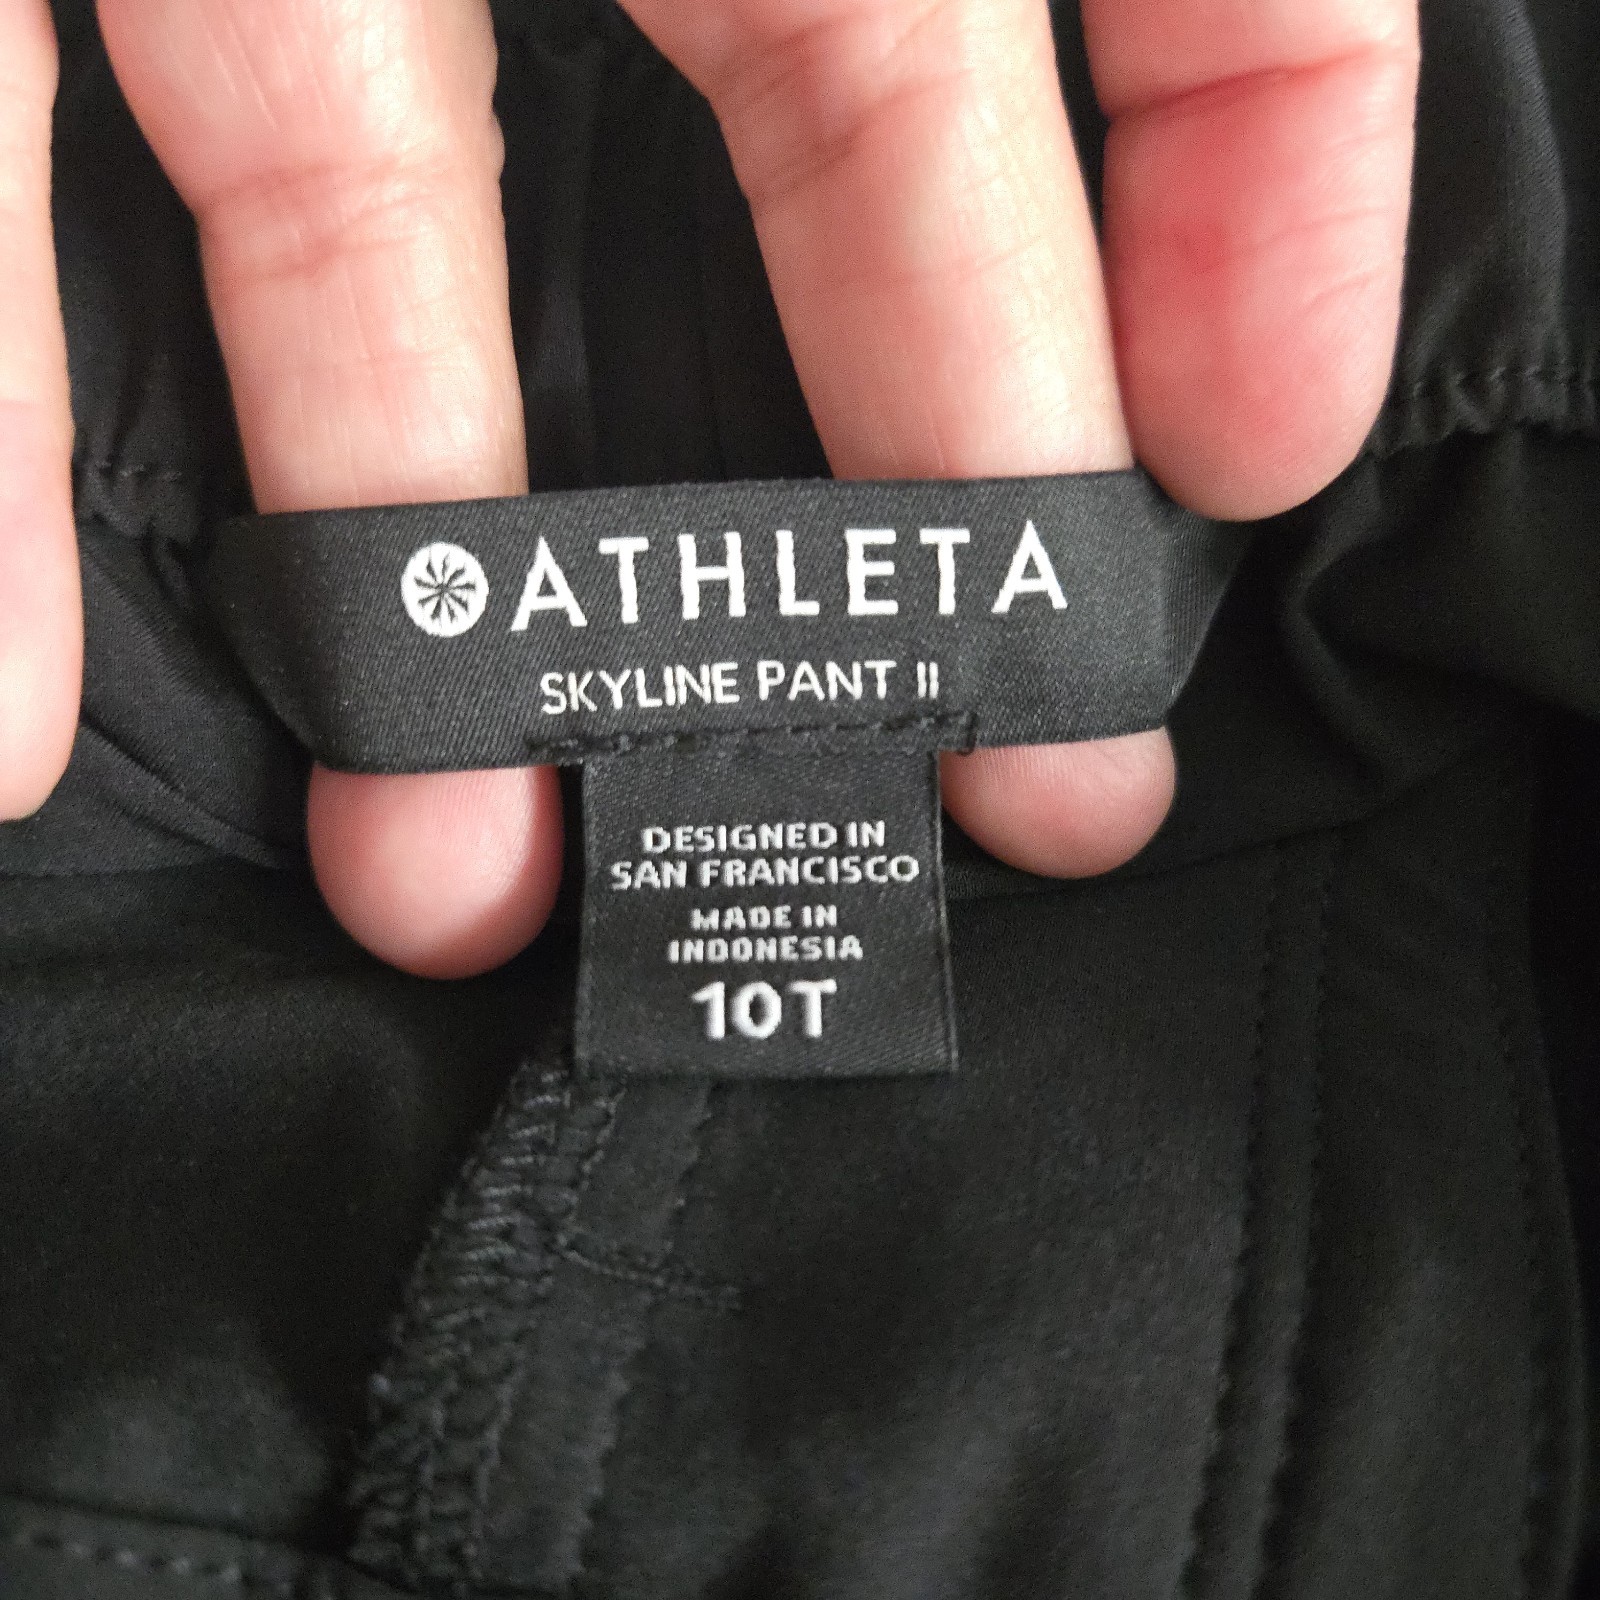 ATHLETA
SKYLINE PANT II
DESIGNED IN
SAN FRANCISCO
MADE IN
INDONESIA
10T